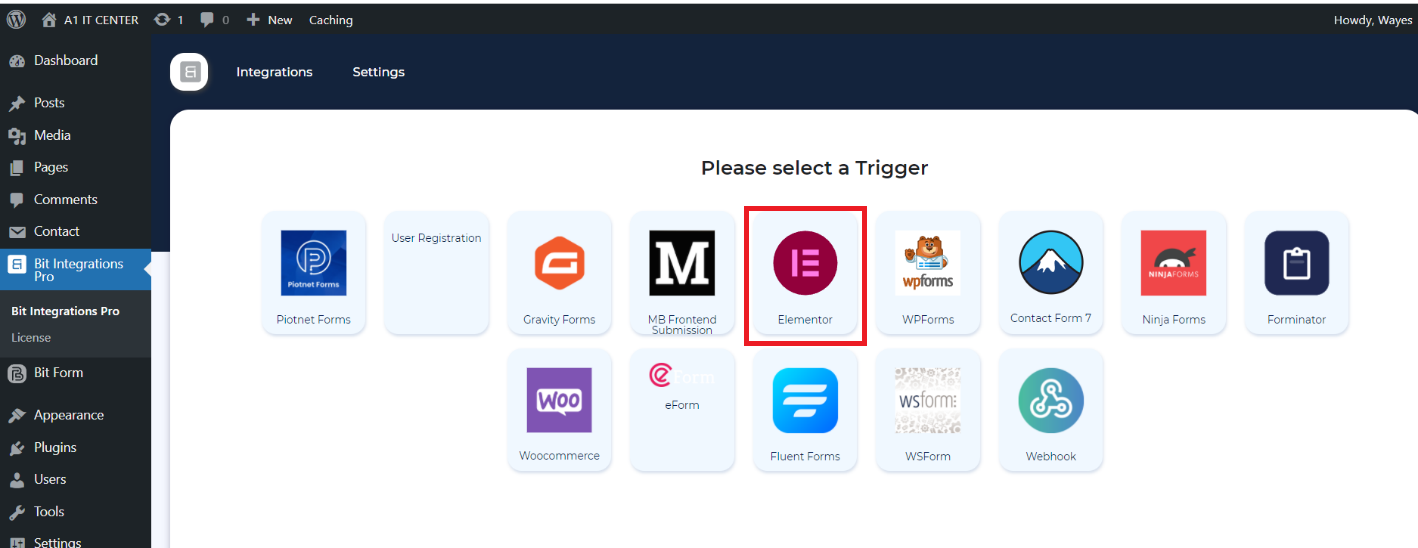 A1 IT CENTER 1 0 New Caching Howdy, Wayes
Dashboard
Posts
Media
Pages
Comments
Contact
Bit Integrations
Pro
Bit Integrations Pro
License
Bit Form
Appearance
Plugins
Users
Tools
Settings
Integrations Settings
Please select a Trigger
Piotnet Forms
Piotnet Forms
User Registration
Gravity Forms
M
MB Frontend
Submission
Elementor
wpforms
WPForms
Contact Form 7
NINJAFORMS
Ninja Forms
Forminator
WOO
Woocommerce
eForm
eForm
Fluent Forms
wsform
WSForm
Webhook